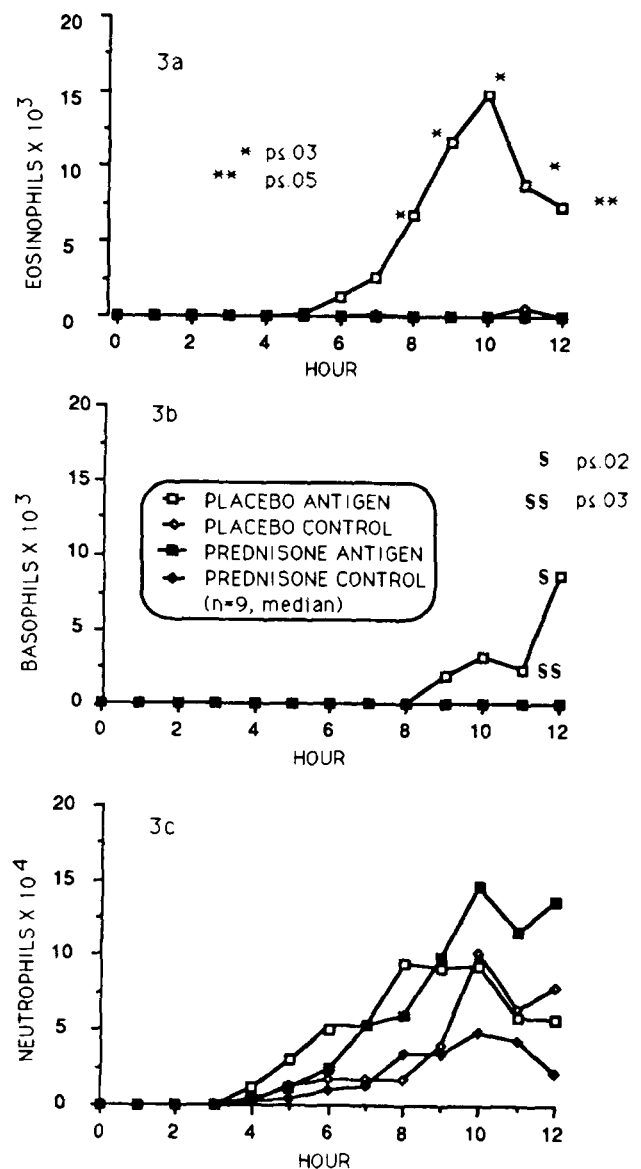 3a
EOSINOPHILS X 10³
20
15
10
5
0
* p≤.03
** p≤.05
*
*
*
*
**
0 2 4 6 8 10 12
HOUR
3b
BASOPHILS X 10³
20
15
10
5
0
§ p≤.02
§§ p≤.03
PLACEBO ANTIGEN
PLACEBO CONTROL
PREDNISONE ANTIGEN
PREDNISONE CONTROL
(n=9, median)
§
§§
0 2 4 6 8 10 12
HOUR
3c
NEUTROPHILS X 10⁴
20
15
10
5
0
0 2 4 6 8 10 12
HOUR